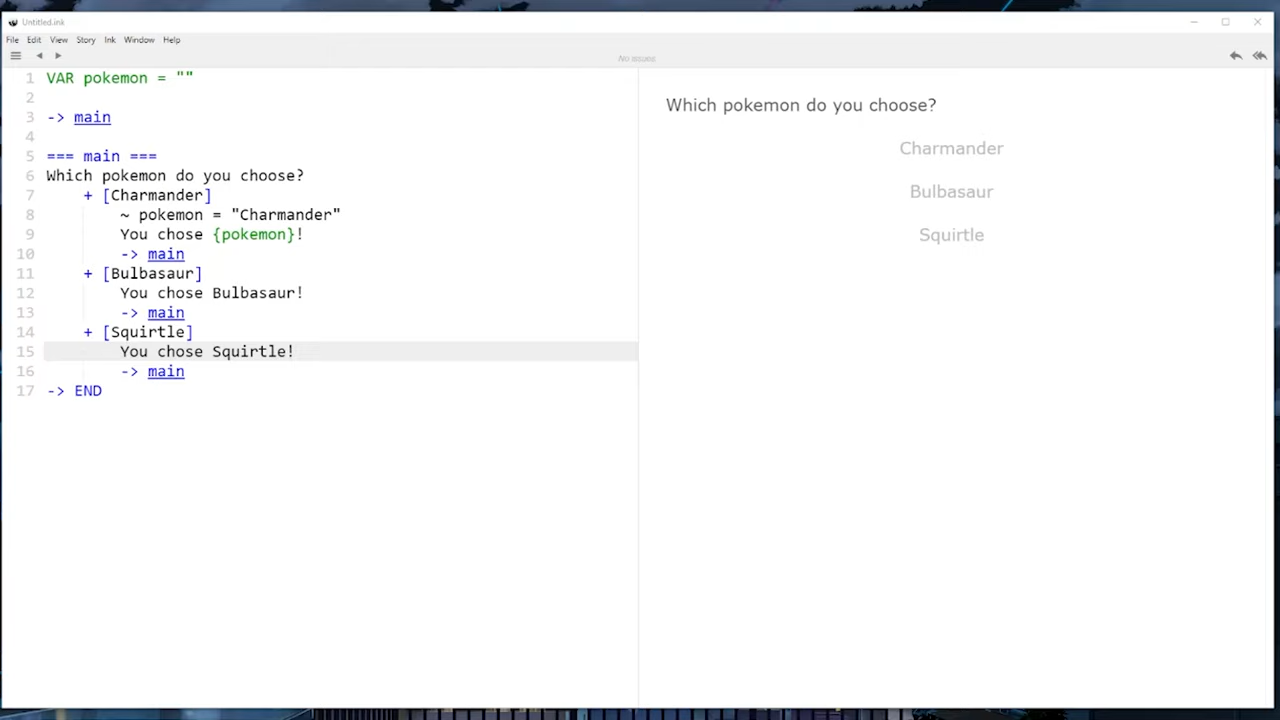 Untitled.ink
File Edit View Story Ink Window Help
No issues
1 VAR pokemon = ""
2
3 -> main
4
5 === main ===
6 Which pokemon do you choose?
7 + [Charmander]
8 ~ pokemon = "Charmander"
9 You chose {pokemon}!
10 -> main
11 + [Bulbasaur]
12 You chose Bulbasaur!
13 -> main
14 + [Squirtle]
15 You chose Squirtle!
16 -> main
17 -> END
Which pokemon do you choose?
Charmander
Bulbasaur
Squirtle